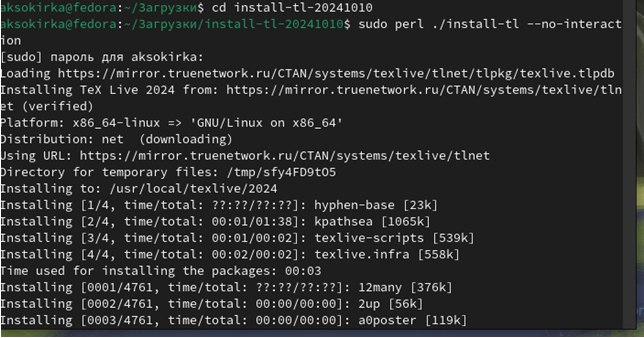 aksokirka@fedora:~/Загрузки$ cd install-tl-20241010
aksokirka@fedora:~/Загрузки/install-tl-20241010$ sudo perl ./install-tl --no-interact
ion
[sudo] пароль для aksokirka:
Loading https://mirror.truenetwork.ru/CTAN/systems/texlive/tlnet/tlpkg/texlive.tlpdb
Installing TeX Live 2024 from: https://mirror.truenetwork.ru/CTAN/systems/texlive/tln
et (verified)
Platform: x86_64-linux => 'GNU/Linux on x86_64'
Distribution: net  (downloading)
Using URL: https://mirror.truenetwork.ru/CTAN/systems/texlive/tlnet
Directory for temporary files: /tmp/sfy4FD9tO5
Installing to: /usr/local/texlive/2024
Installing [1/4, time/total: ??:??/??:??]: hyphen-base [23k]
Installing [2/4, time/total: 00:01/01:38]: kpathsea [1065k]
Installing [3/4, time/total: 00:01/00:02]: texlive-scripts [539k]
Installing [4/4, time/total: 00:02/00:02]: texlive.infra [558k]
Time used for installing the packages: 00:03
Installing [0001/4761, time/total: ??:??/??:??]: 12many [376k]
Installing [0002/4761, time/total: 00:00/00:00]: 2up [56k]
Installing [0003/4761, time/total: 00:00/00:00]: a0poster [119k]